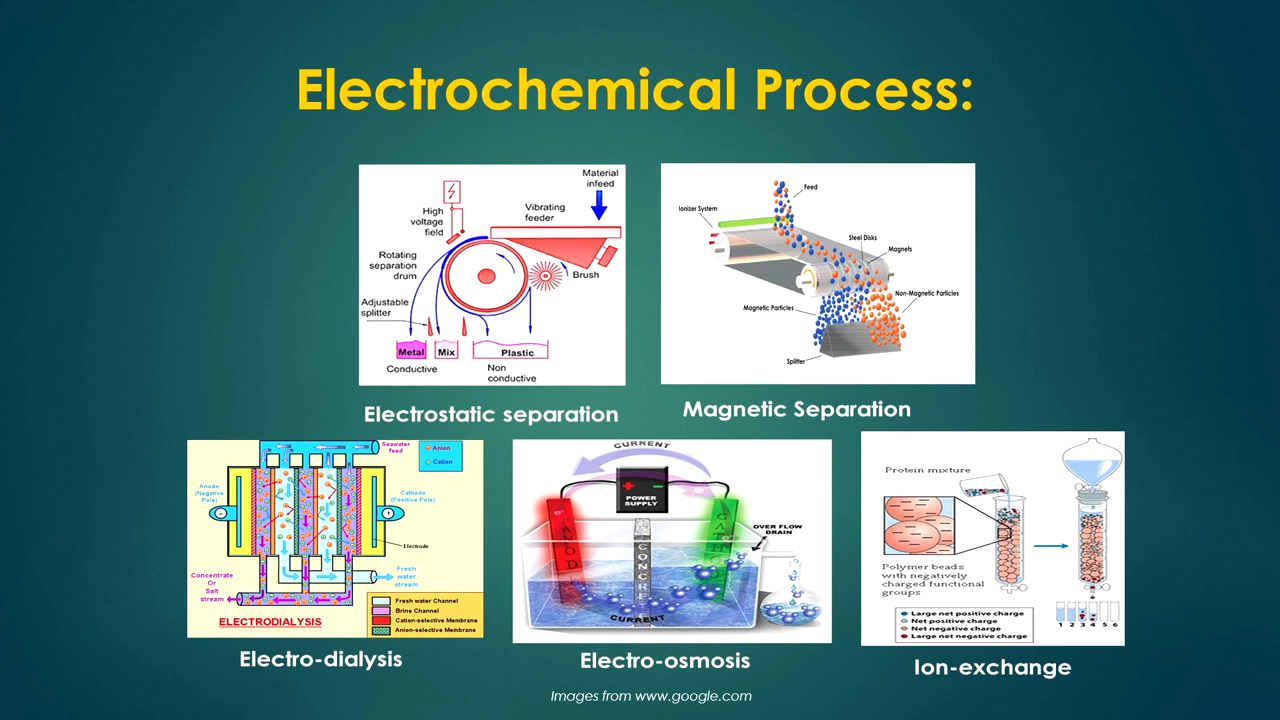 Electrochemical Process:
Material
infeed
High
voltage
field
Vibrating
feeder
Rotating
separation
drum
Brush
Adjustable
splitter
Metal
Mix
Plastic
Conductive
Non
conductive
Electrostatic separation
Feed
Ionizer System
Steel Disks
Magnets
Non-Magnetic Particles
Magnetic Particles
Splitter
Magnetic Separation
Seawater
feed
Anion
Cation
Anode
(Negative
Pole)
Cathode
(Positive Pole)
Electrode
Fresh
water
stream
Concentrate
Or
Salt
stream
Fresh water Channel
Brine Channel
Cation-selective Membrane
Anion-selective Membrane
ELECTRODIALYSIS
Electro-dialysis
CURRENT
+ −
POWER
SUPPLY
OVER FLOW
DRAIN
CURRENT
Electro-osmosis
Protein mixture
Polymer beads
with negatively
charged functional
groups
Large net positive charge
Net positive charge
Net negative charge
Large net negative charge
1 2 3 4 5 6
Ion-exchange
Images from www.google.com